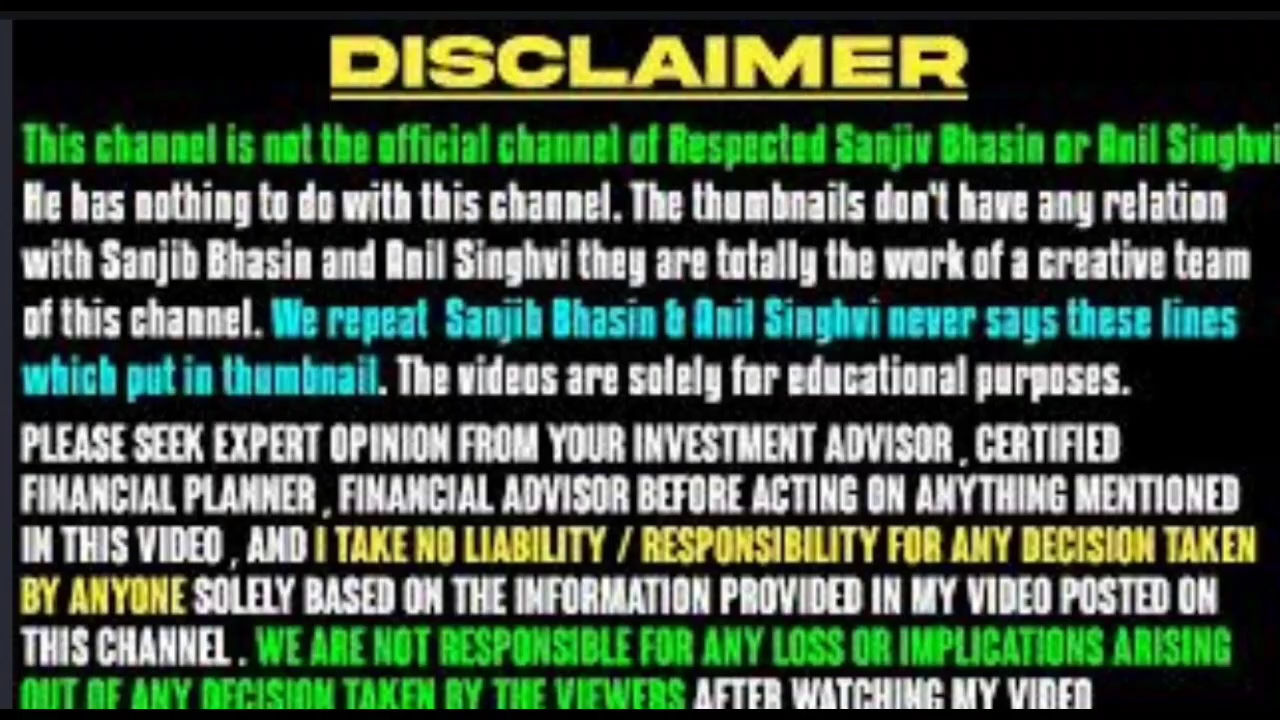 DISCLAIMER
This channel is not the official channel of Respected Sanjiv Bhasin or Anil Singhvi
He has nothing to do with this channel. The thumbnails don't have any relation
with Sanjib Bhasin and Anil Singhvi they are totally the work of a creative team
of this channel. We repeat Sanjib Bhasin & Anil Singhvi never says these lines
which put in thumbnail. The videos are solely for educational purposes.
PLEASE SEEK EXPERT OPINION FROM YOUR INVESTMENT ADVISOR , CERTIFIED
FINANCIAL PLANNER , FINANCIAL ADVISOR BEFORE ACTING ON ANYTHING MENTIONED
IN THIS VIDEO , AND I TAKE NO LIABILITY / RESPONSIBILITY FOR ANY DECISION TAKEN
BY ANYONE SOLELY BASED ON THE INFORMATION PROVIDED IN MY VIDEO POSTED ON
THIS CHANNEL . WE ARE NOT RESPONSIBLE FOR ANY LOSS OR IMPLICATIONS ARISING
OUT OF ANY DECISION TAKEN BY THE VIEWERS AFTER WATCHING MY VIDEO